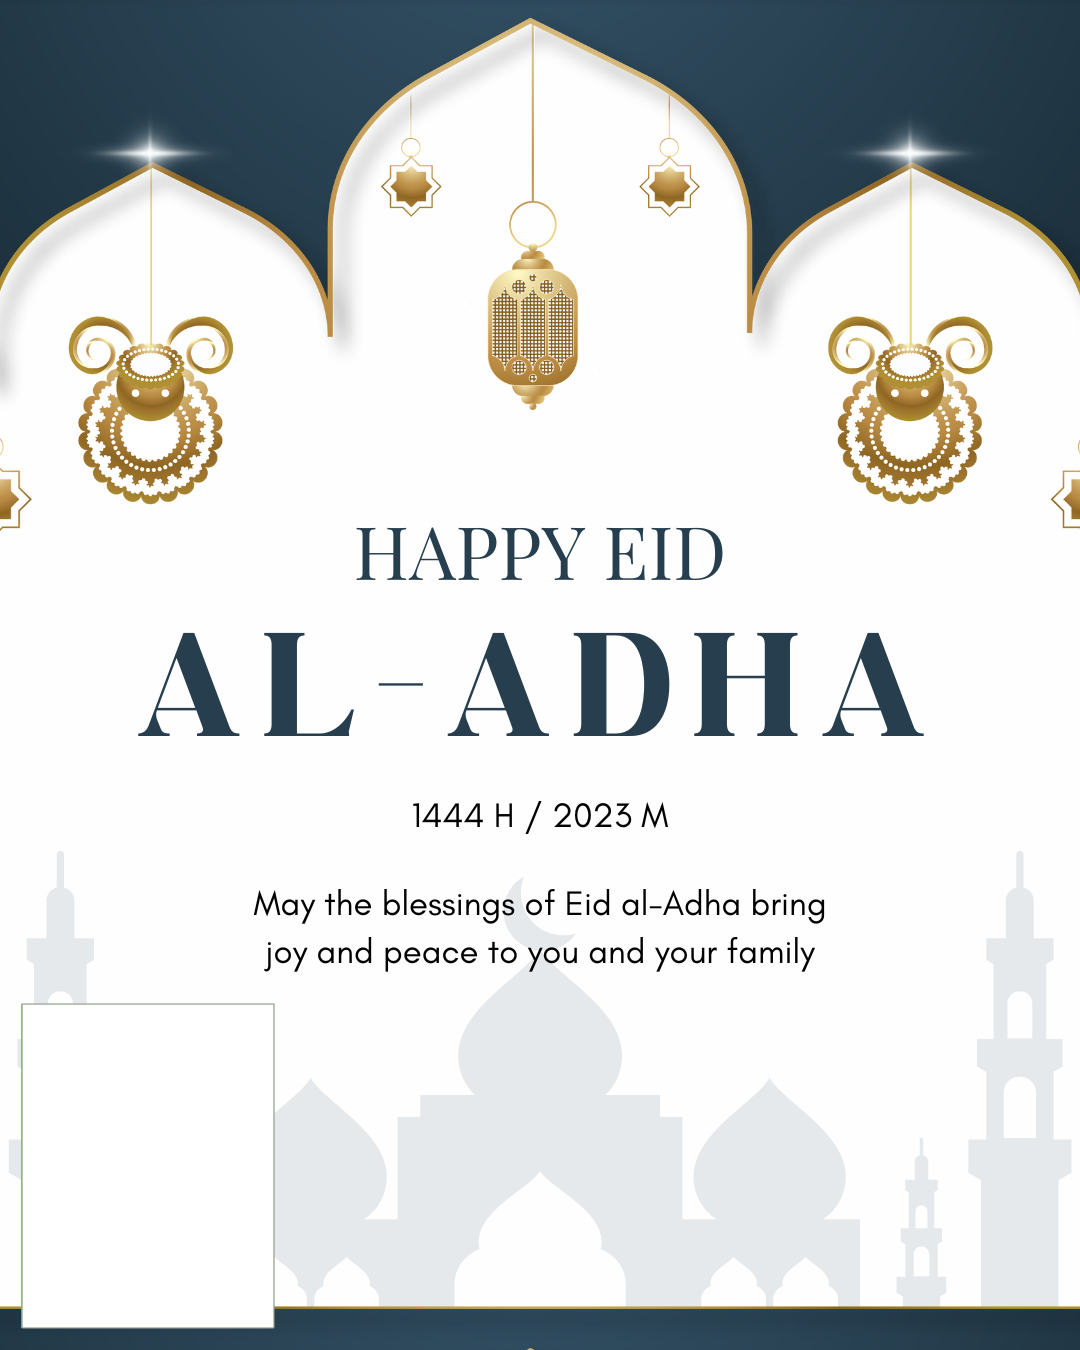 HAPPY EID
AL-ADHA
1444 H / 2023 M
May the blessings of Eid al-Adha bring
joy and peace to you and your family